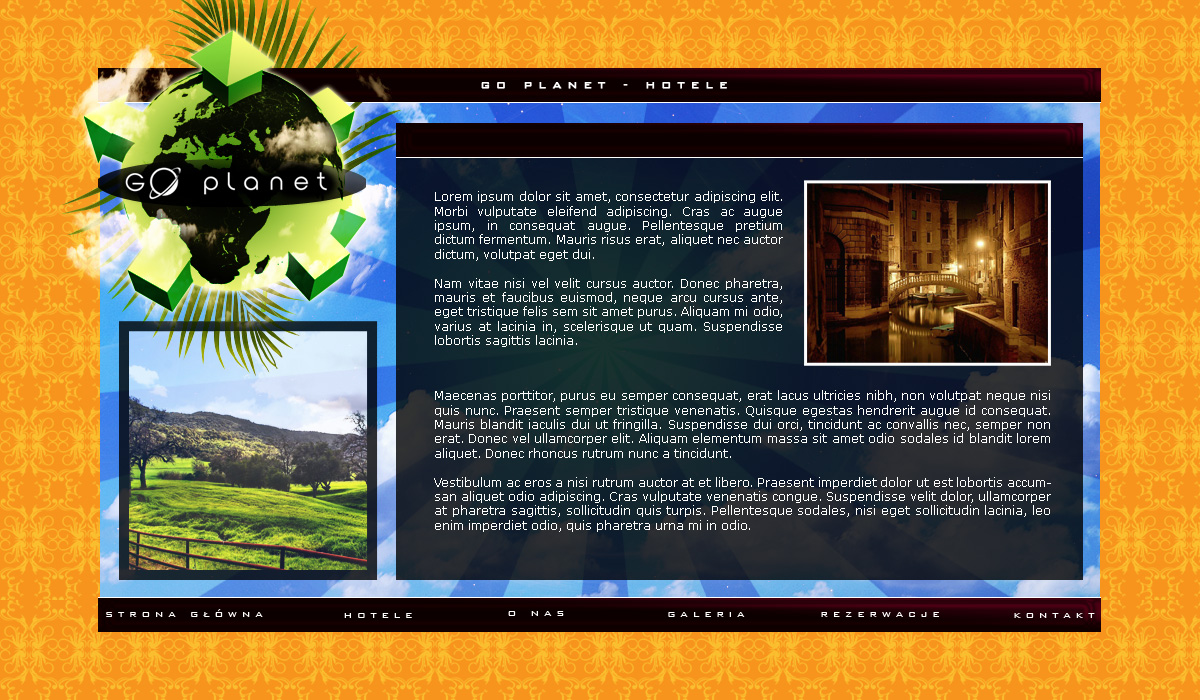 GO PLANET - HOTELE
GO planet
Lorem ipsum dolor sit amet, consectetur adipiscing elit.
Morbi vulputate eleifend adipiscing. Cras ac augue
ipsum, in consequat augue. Pellentesque pretium
dictum fermentum. Mauris risus erat, aliquet nec auctor
dictum, volutpat eget dui.
Nam vitae nisi vel velit cursus auctor. Donec pharetra,
mauris et faucibus euismod, neque arcu cursus ante,
eget tristique felis sem sit amet purus. Aliquam mi odio,
varius at lacinia in, scelerisque ut quam. Suspendisse
lobortis sagittis lacinia.
Maecenas porttitor, purus eu semper consequat, erat lacus ultricies nibh, non volutpat neque nisi
quis nunc. Praesent semper tristique venenatis. Quisque egestas hendrerit augue id consequat.
Mauris blandit iaculis dui ut fringilla. Suspendisse dui orci, tincidunt ac convallis nec, semper non
erat. Donec vel ullamcorper elit. Aliquam elementum massa sit amet odio sodales id blandit lorem
aliquet. Donec rhoncus rutrum nunc a tincidunt.
Vestibulum ac eros a nisi rutrum auctor at et libero. Praesent imperdiet dolor ut est lobortis accum-
san aliquet odio adipiscing. Cras vulputate venenatis congue. Suspendisse velit dolor, ullamcorper
at pharetra sagittis, sollicitudin quis turpis. Pellentesque sodales, nisi eget sollicitudin lacinia, leo
enim imperdiet odio, quis pharetra urna mi in odio.
STRONA GŁÓWNA HOTELE O NAS GALERIA REZERWACJE KONTAKT